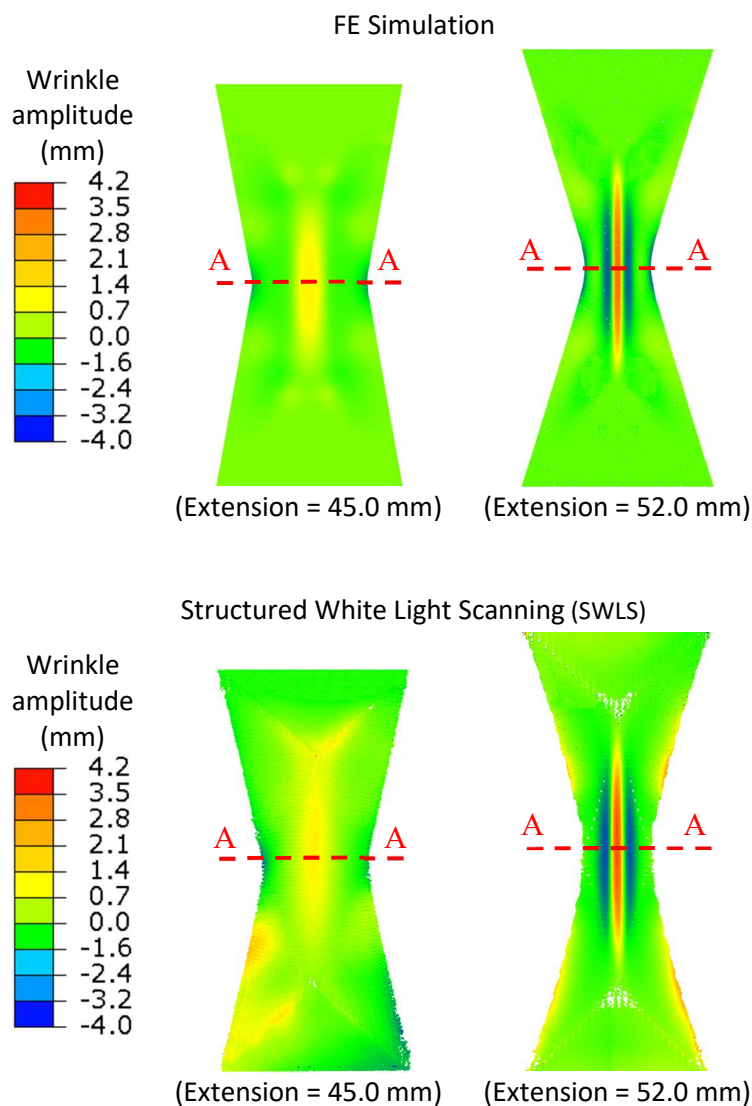 FE Simulation
Wrinkle
amplitude
(mm)
4.2
3.5
2.8
2.1
1.4
0.7
0.0
-1.6
-2.4
-3.2
-4.0
A A
A A
(Extension = 45.0 mm) (Extension = 52.0 mm)
Structured White Light Scanning (SWLS)
Wrinkle
amplitude
(mm)
4.2
3.5
2.8
2.1
1.4
0.7
0.0
-1.6
-2.4
-3.2
-4.0
A A
A A
(Extension = 45.0 mm) (Extension = 52.0 mm)